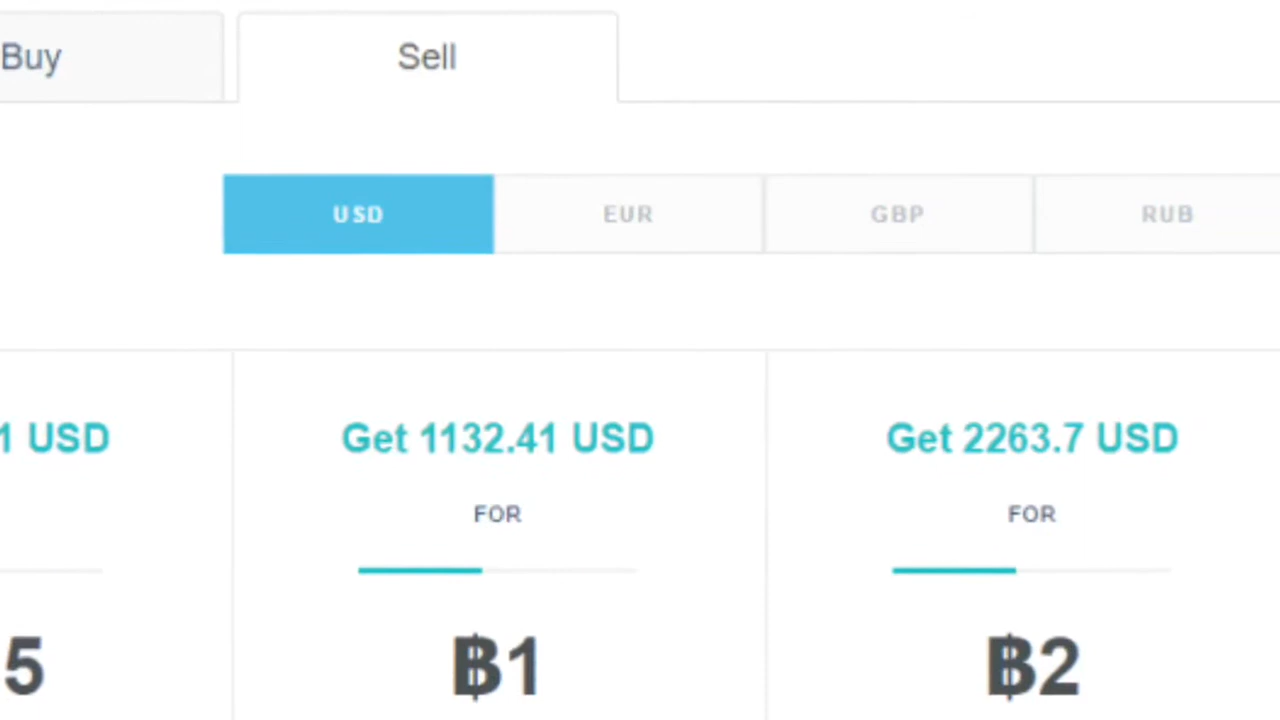 Buy
Sell
USD
EUR
GBP
RUB
1 USD
Get 1132.41 USD
Get 2263.7 USD
FOR
FOR
5
฿1
฿2